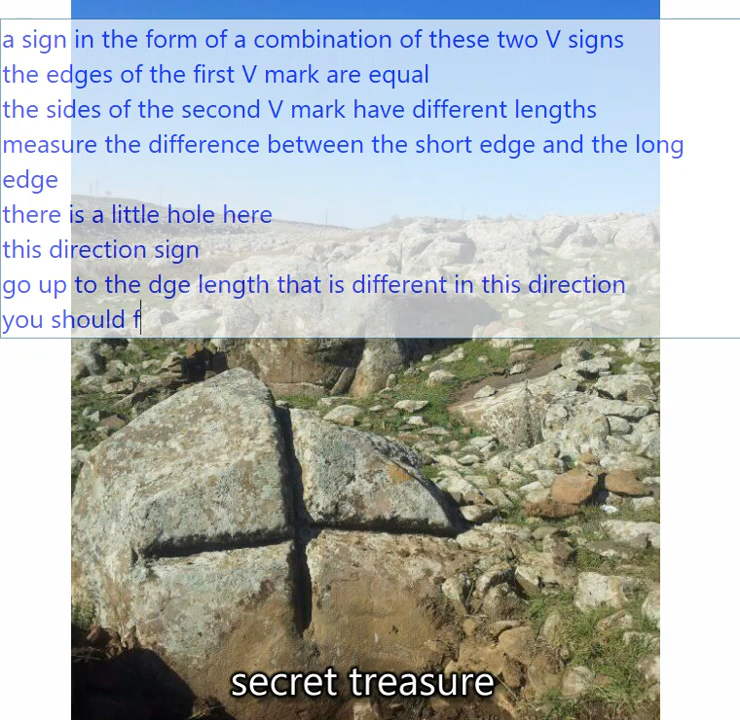 a sign in the form of a combination of these two V signs
the edges of the first V mark are equal
the sides of the second V mark have different lengths
measure the difference between the short edge and the long
edge
there is a little hole here
this direction sign
go up to the dge length that is different in this direction
you should f
secret treasure